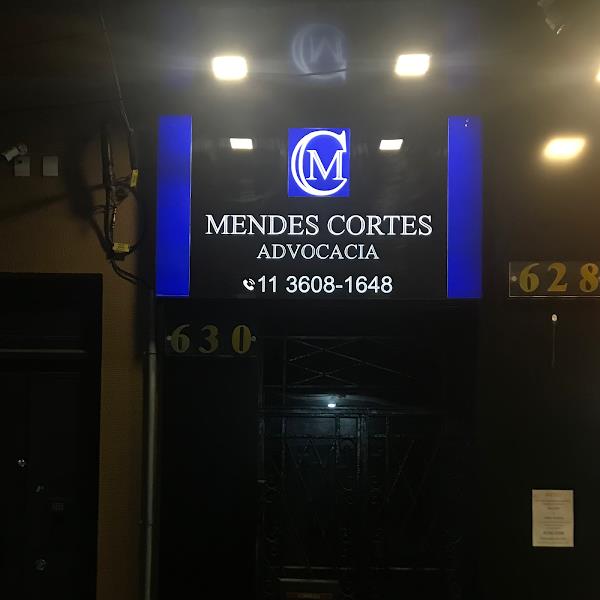 CM
MENDES CORTES
ADVOCACIA
11 3608-1648
628
630